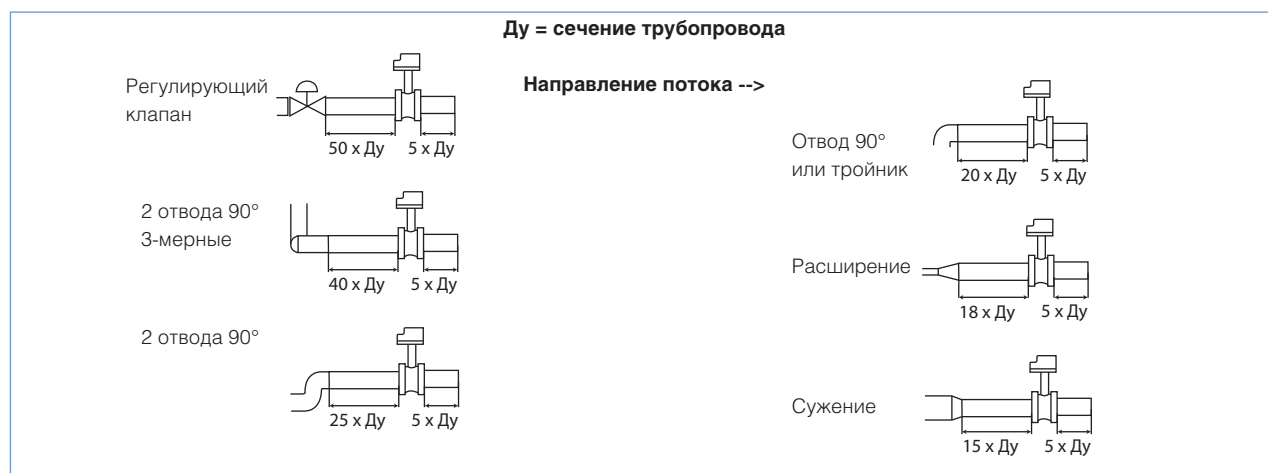 Ду = сечение трубопровода
Направление потока -->
Регулирующий
клапан
50 x Ду 5 x Ду
2 отвода 90°
3-мерные
40 x Ду 5 x Ду
2 отвода 90°
25 x Ду 5 x Ду
Отвод 90°
или тройник
20 x Ду 5 x Ду
Расширение
18 x Ду 5 x Ду
Сужение
15 x Ду 5 x Ду